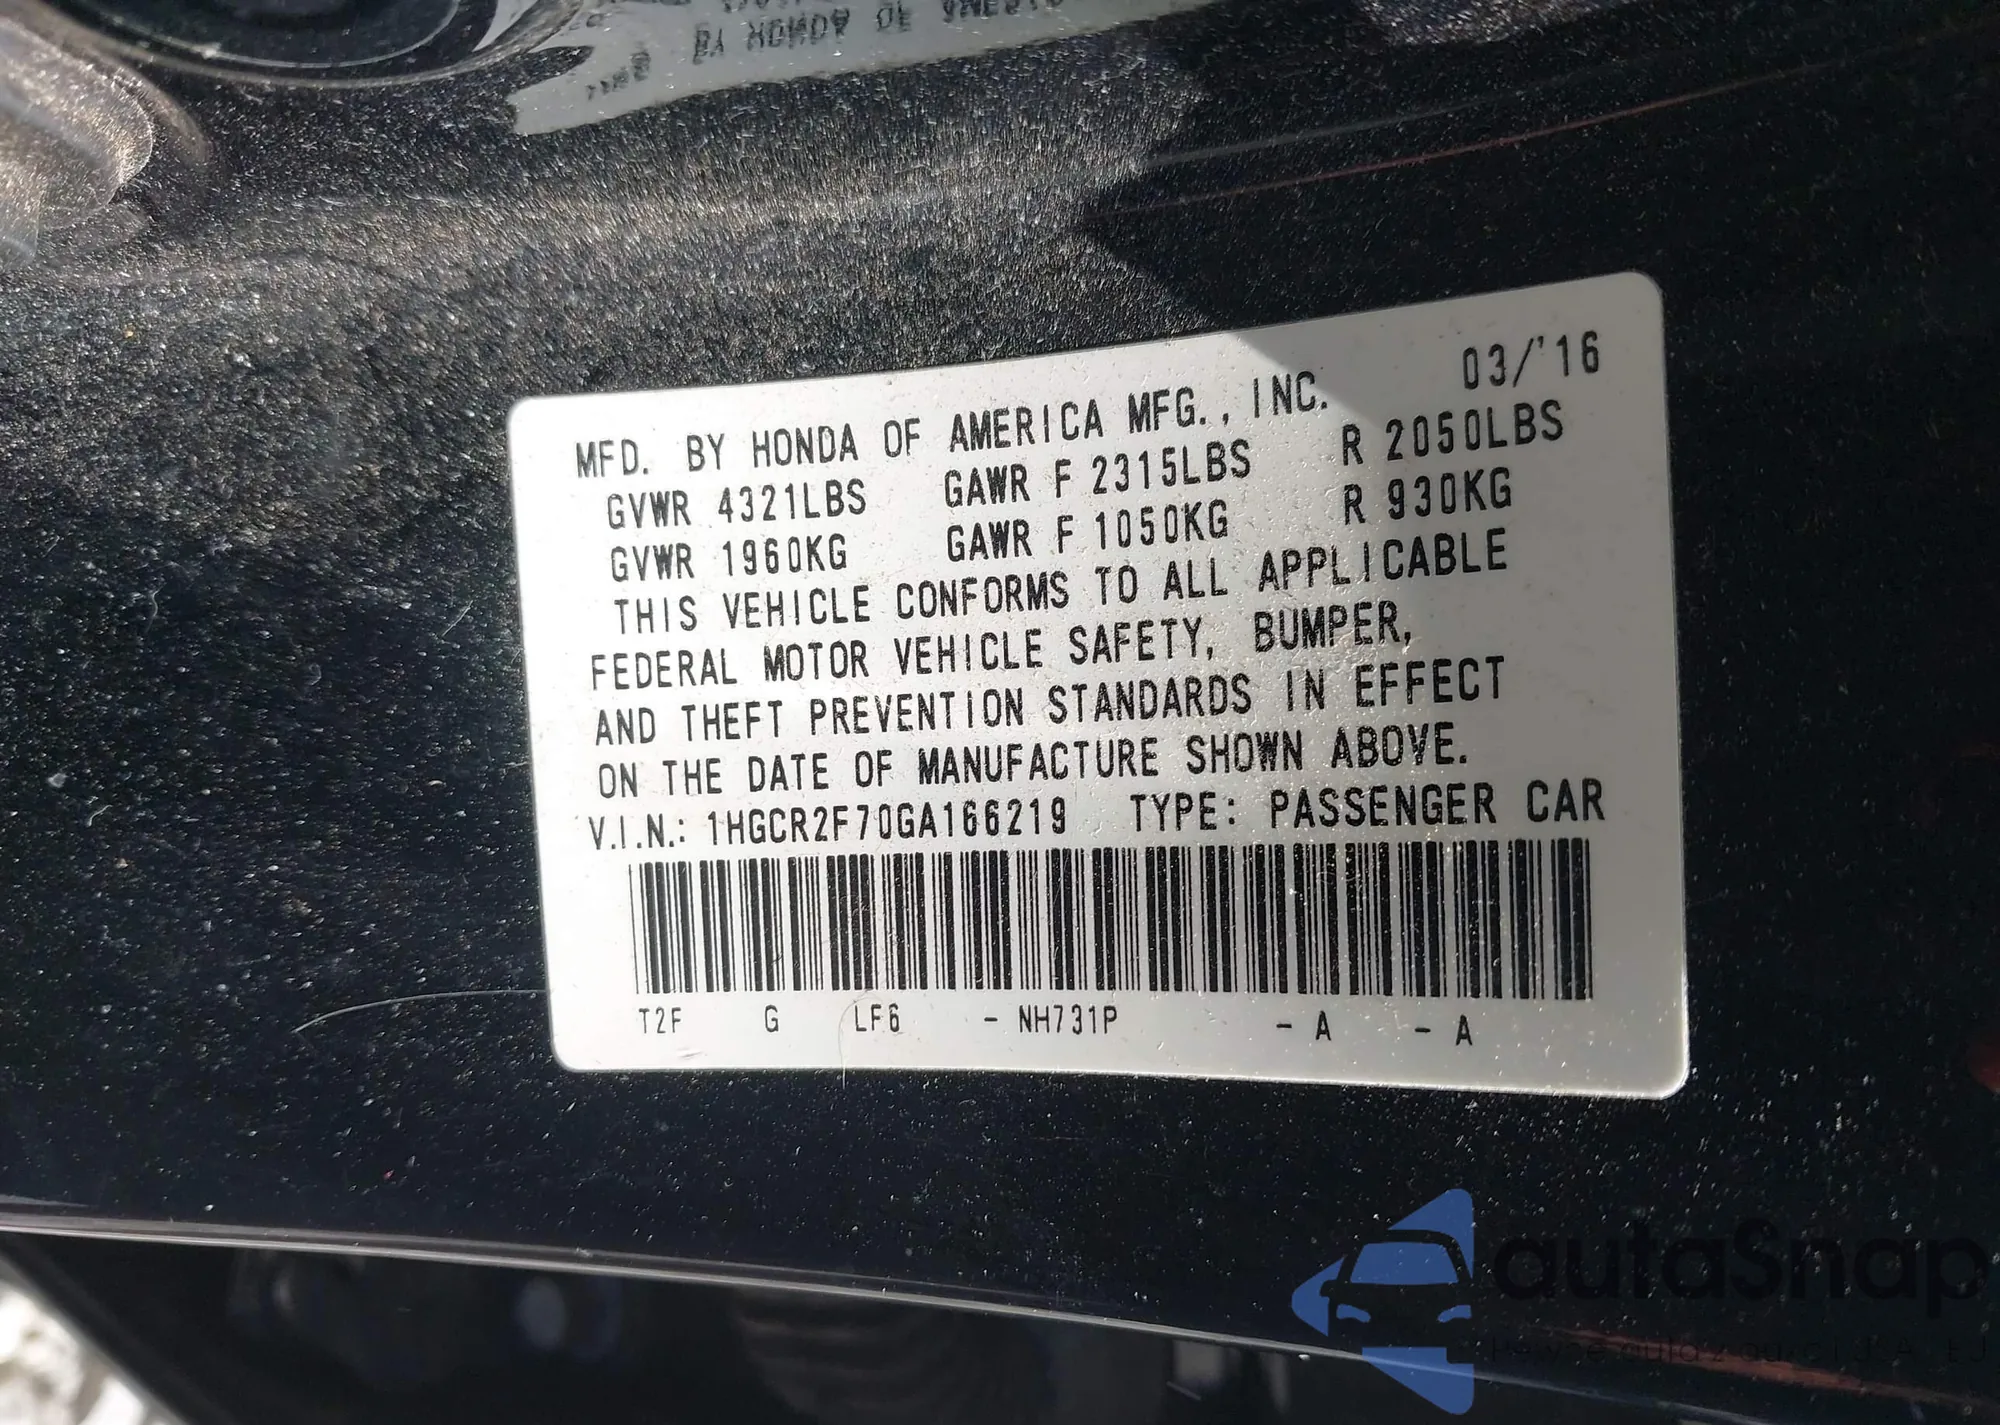 MFD. BY HONDA OF AMERICA MFG., INC. 03/'16
GVWR 4321LBS GAWR F 2315LBS R 2050LBS
GVWR 1960KG GAWR F 1050KG R 930KG
THIS VEHICLE CONFORMS TO ALL APPLICABLE
FEDERAL MOTOR VEHICLE SAFETY, BUMPER,
AND THEFT PREVENTION STANDARDS IN EFFECT
ON THE DATE OF MANUFACTURE SHOWN ABOVE.
V.I.N.: 1HGCR2F70GA166219 TYPE: PASSENGER CAR
T2F G LF6 - NH731P - A - A
autaSnap